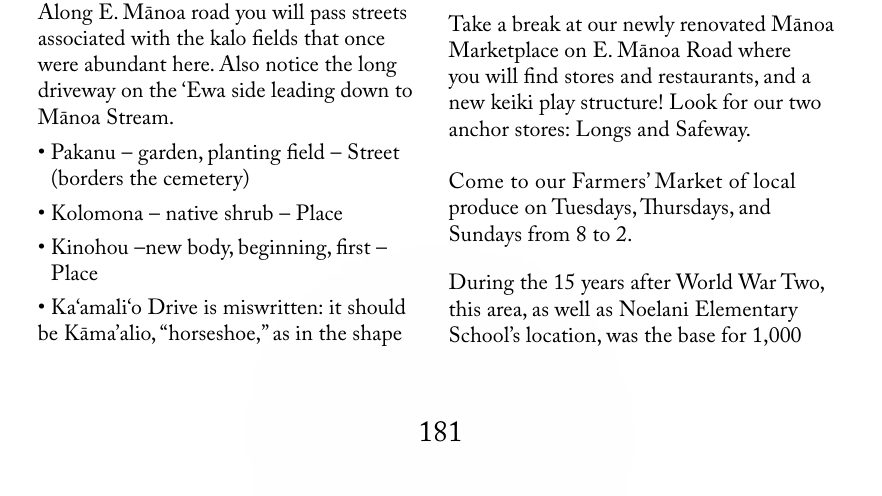 Along E. Mānoa road you will pass streets
associated with the kalo fields that once
were abundant here. Also notice the long
driveway on the ‘Ewa side leading down to
Mānoa Stream.
• Pakanu – garden, planting field – Street
(borders the cemetery)
• Kolomona – native shrub – Place
• Kinohou –new body, beginning, first –
Place
• Ka‘amali‘o Drive is miswritten: it should
be Kāma’alio, “horseshoe,” as in the shape
Take a break at our newly renovated Mānoa
Marketplace on E. Mānoa Road where
you will find stores and restaurants, and a
new keiki play structure! Look for our two
anchor stores: Longs and Safeway.
Come to our Farmers’ Market of local
produce on Tuesdays, Thursdays, and
Sundays from 8 to 2.
During the 15 years after World War Two,
this area, as well as Noelani Elementary
School’s location, was the base for 1,000
181